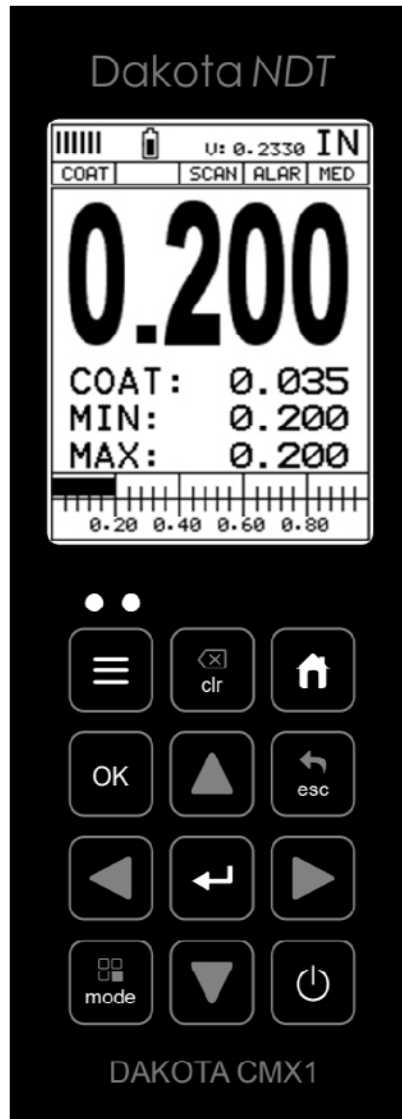 Dakota NDT
V: 0.2330 IN
COAT SCAN ALAR MED
0.200
COAT: 0.035
MIN: 0.200
MAX: 0.200
0.20 0.40 0.60 0.80
clr
OK
esc
mode
DAKOTA CMX1